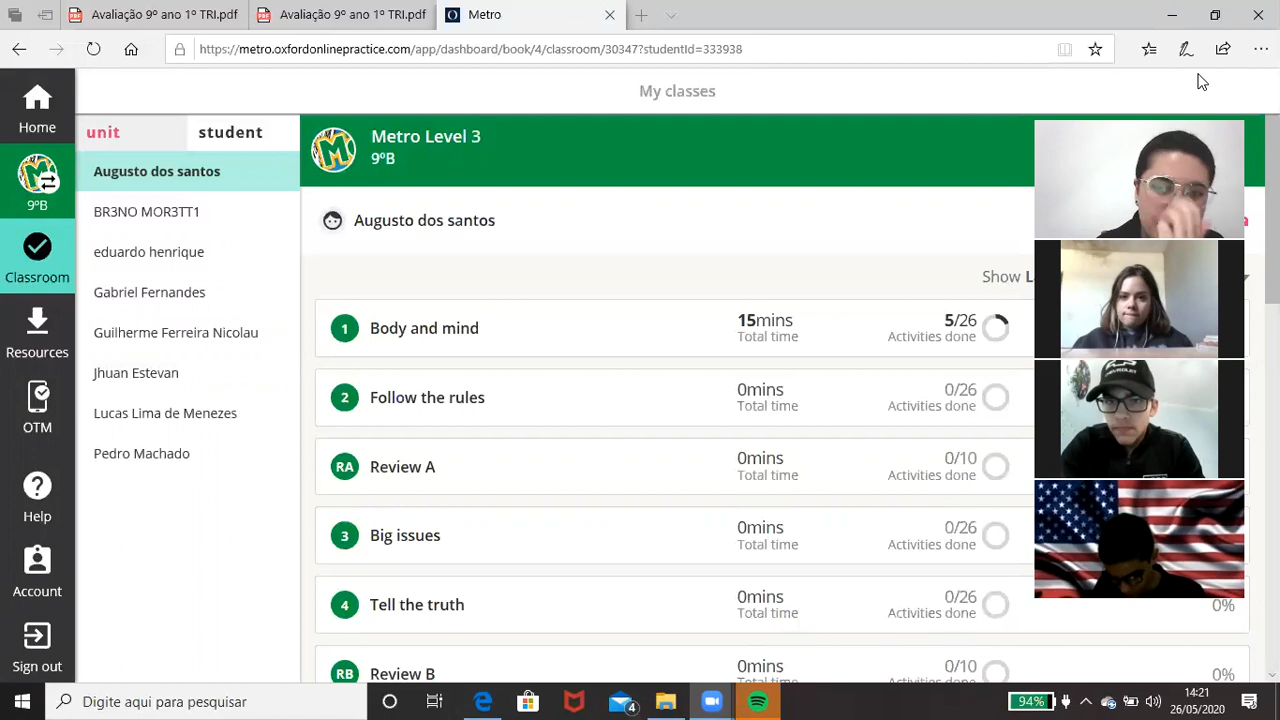 Avaliação 9º ano 1º TRI.pdf
Avaliação 9º ano 1º TRI.pdf
Metro
https://metro.oxfordonlinepractice.com/app/dashboard/book/4/classroom/30347?studentId=333938
My classes
Home
9ºB
Classroom
Resources
OTM
Help
Account
Sign out
unit student
Augusto dos santos
BR3NO MOR3TT1
eduardo henrique
Gabriel Fernandes
Guilherme Ferreira Nicolau
Jhuan Estevan
Lucas Lima de Menezes
Pedro Machado
Metro Level 3
9ºB
Augusto dos santos
Show
1 Body and mind 15mins 5/26
Total time Activities done
2 Follow the rules 0mins 0/26
Total time Activities done
RA Review A 0mins 0/10
Total time Activities done
3 Big issues 0mins 0/26
Total time Activities done
4 Tell the truth 0mins 0/26 0%
Total time Activities done
RB Review B 0mins 0/10 0%
Total time Activities done
Digite aqui para pesquisar
4
94%
14:21
26/05/2020